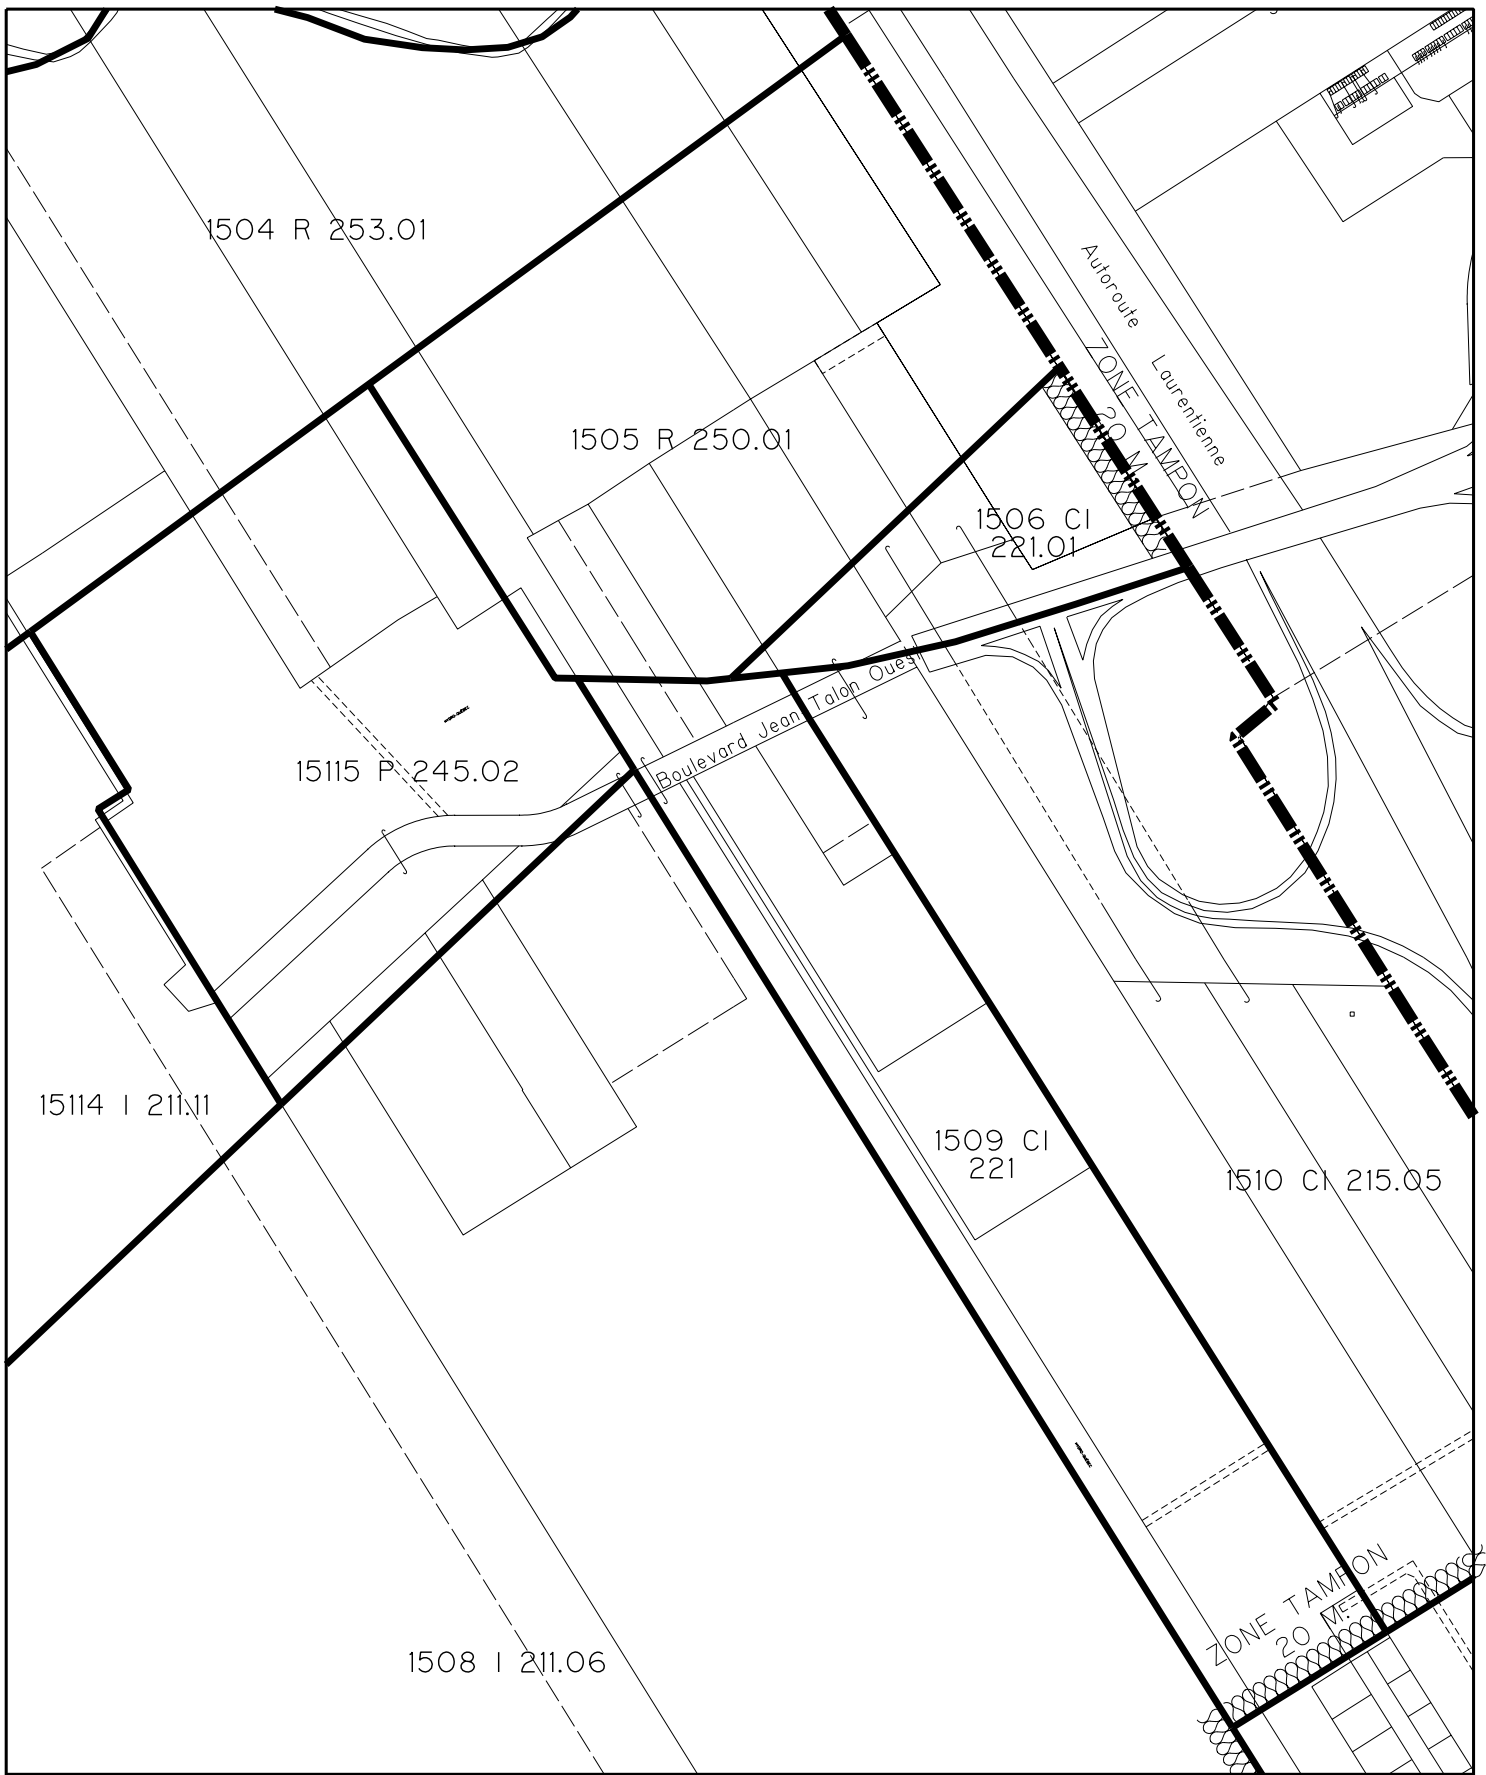 1504 R 253.01
Autoroute Laurentienne
ZONE TAMPON
20 M
1505 R 250.01
1506 CI
221.01
Boulevard Jean Talon Ouest
15115 P 245.02
15114 I 211.11
1509 CI
221
1510 CI 215.05
ZONE TAMPON
20 M.
1508 I 211.06